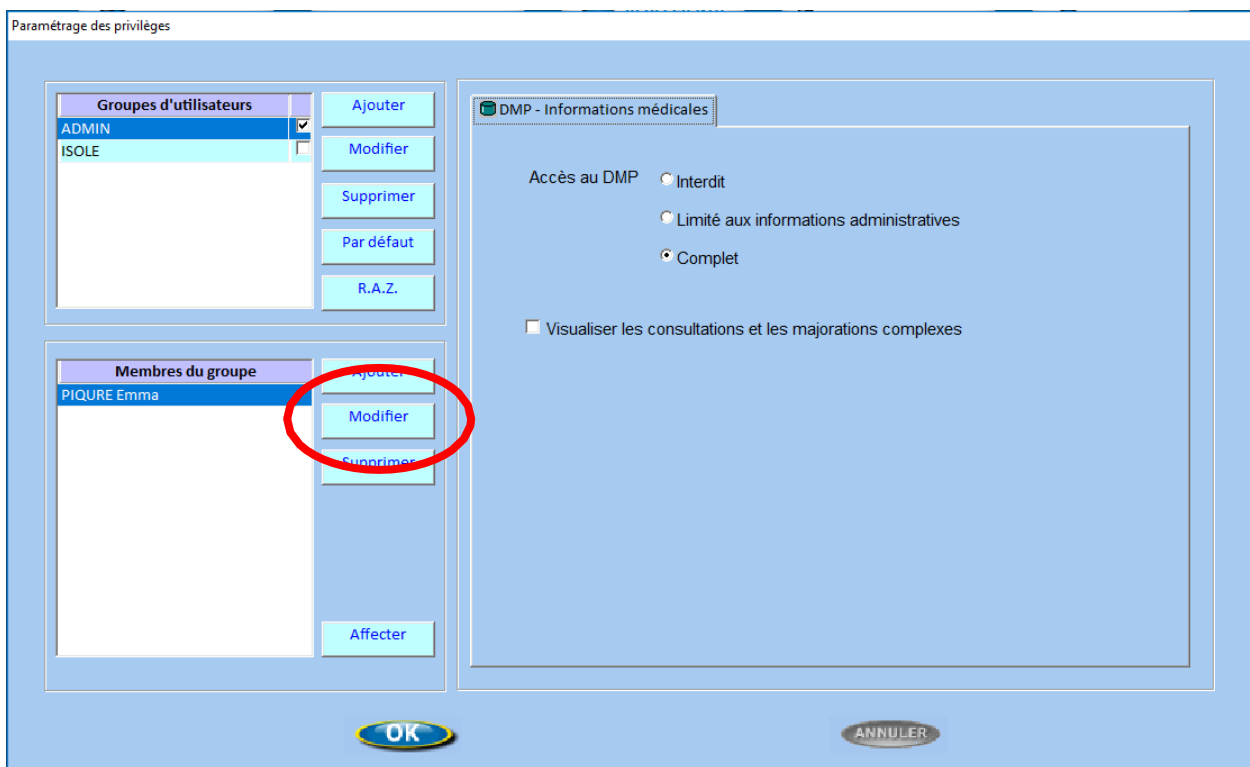 Paramétrage des privilèges
Groupes d'utilisateurs
ADMIN
ISOLE
Ajouter
Modifier
Supprimer
Par défaut
R.A.Z.
Membres du groupe
PIQURE Emma
Ajouter
Modifier
Supprimer
Affecter
DMP - Informations médicales
Accès au DMP
Interdit
Limité aux informations administratives
Complet
Visualiser les consultations et les majorations complexes
OK
ANNULER